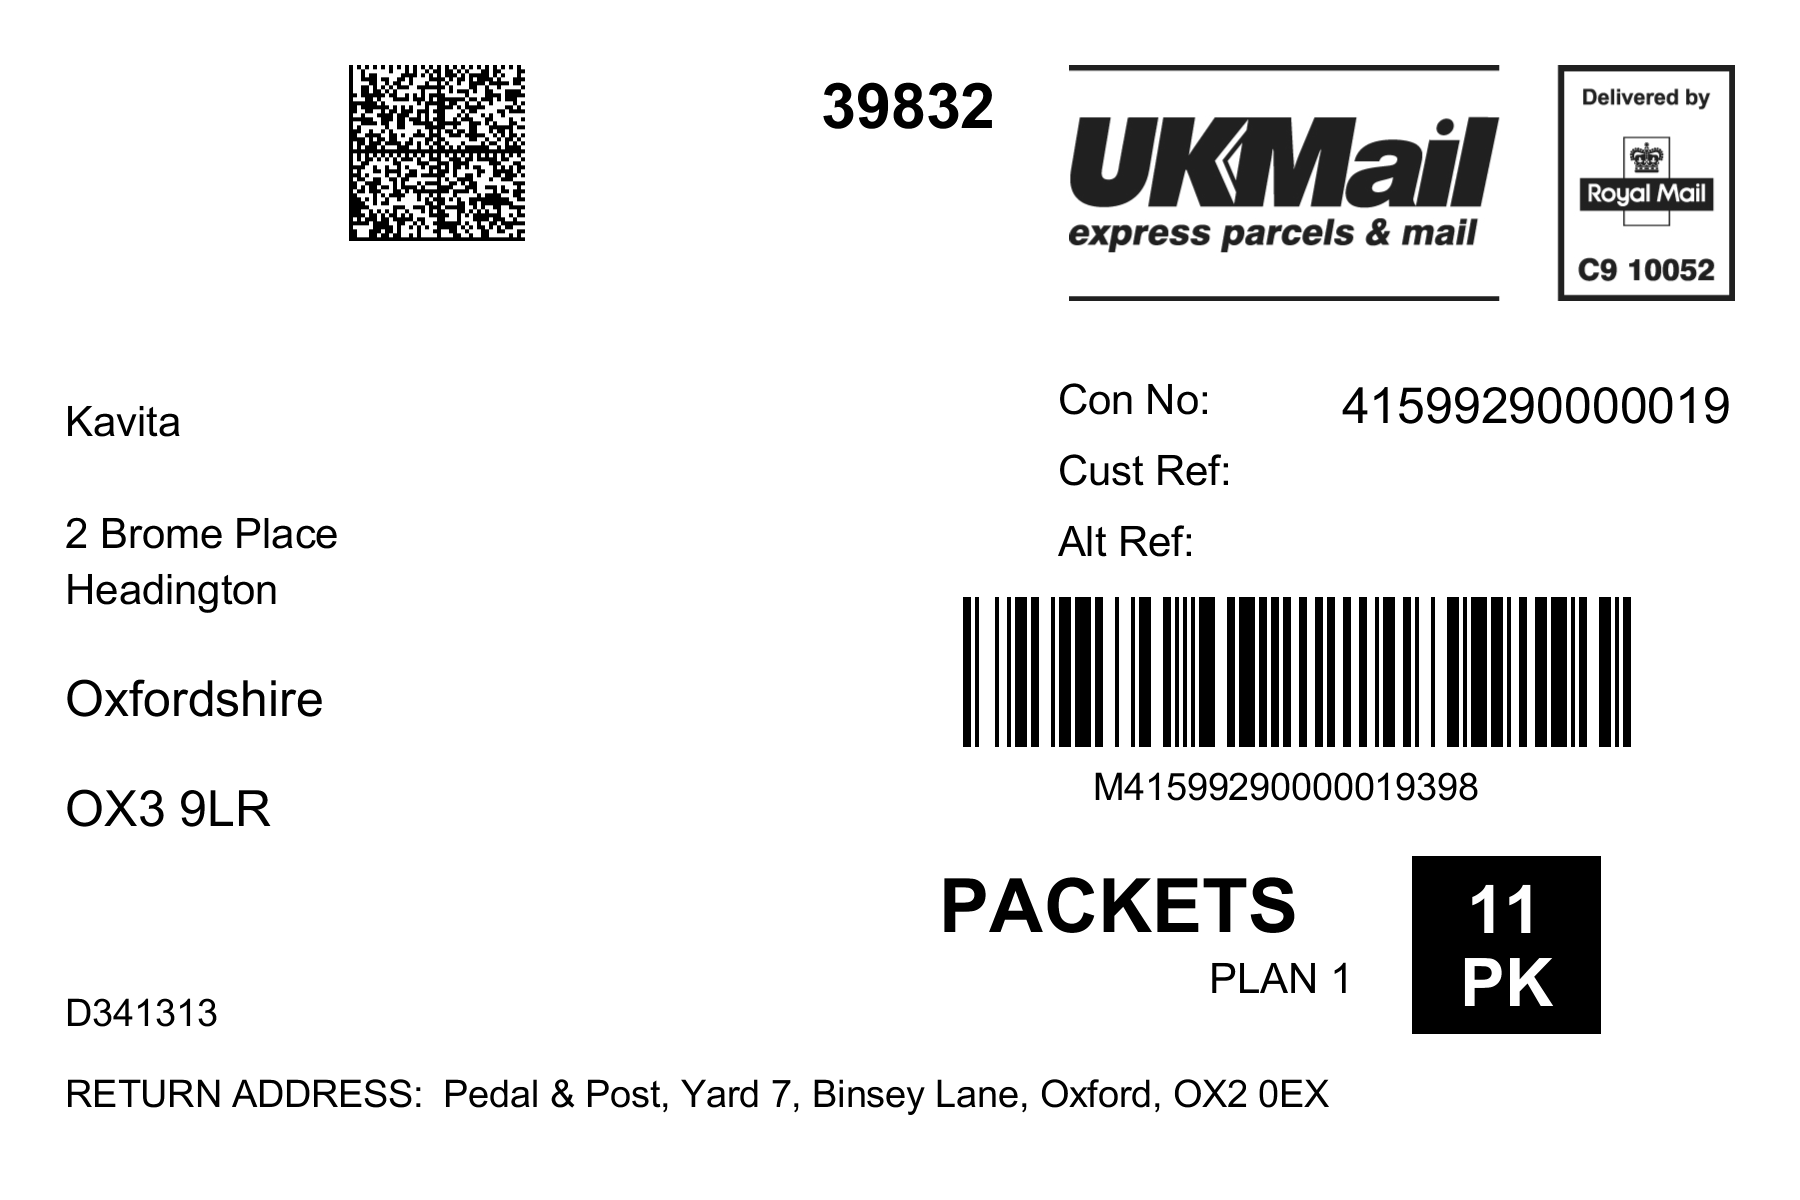 39832
UKMail
express parcels & mail
Delivered by
Royal Mail
C9 10052
Kavita
2 Brome Place
Headington
Oxfordshire
OX3 9LR
Con No: 41599290000019
Cust Ref:
Alt Ref:
M41599290000019398
PACKETS
PLAN 1
11
PK
D341313
RETURN ADDRESS: Pedal & Post, Yard 7, Binsey Lane, Oxford, OX2 0EX